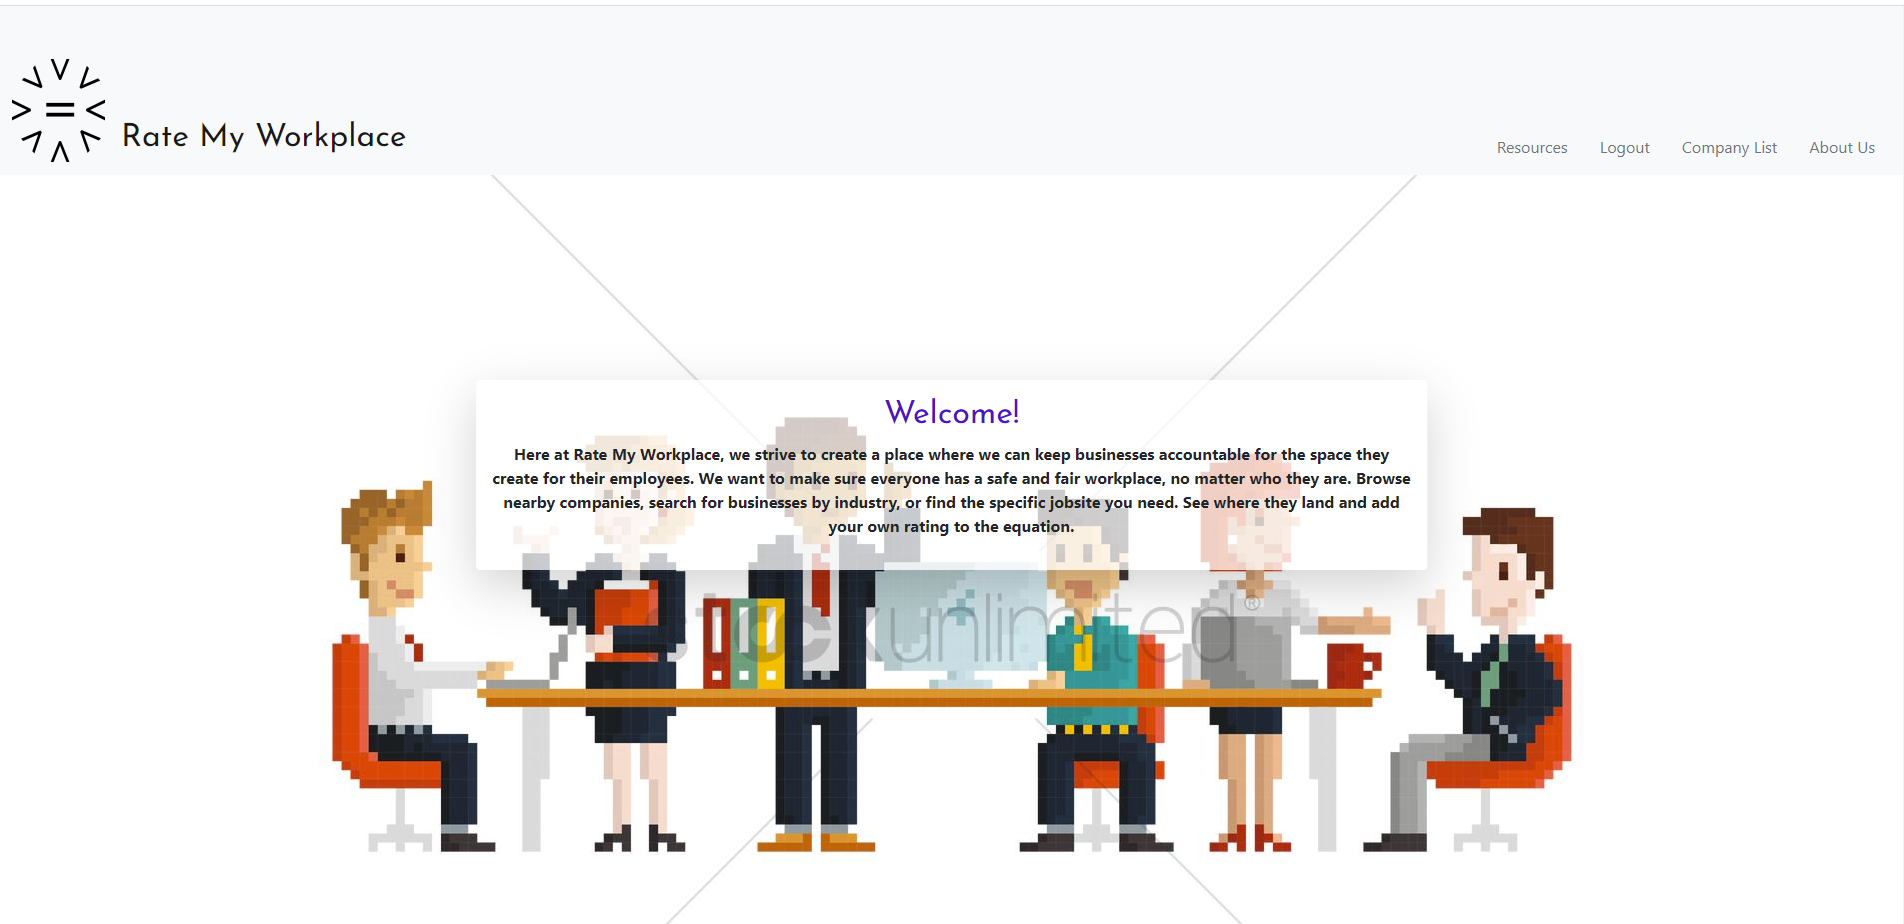 > = <
Rate My Workplace
Resources Logout Company List About Us
Welcome!
Here at Rate My Workplace, we strive to create a place where we can keep businesses accountable for the space they
create for their employees. We want to make sure everyone has a safe and fair workplace, no matter who they are. Browse
nearby companies, search for businesses by industry, or find the specific jobsite you need. See where they land and add
your own rating to the equation.
stockunlimited®